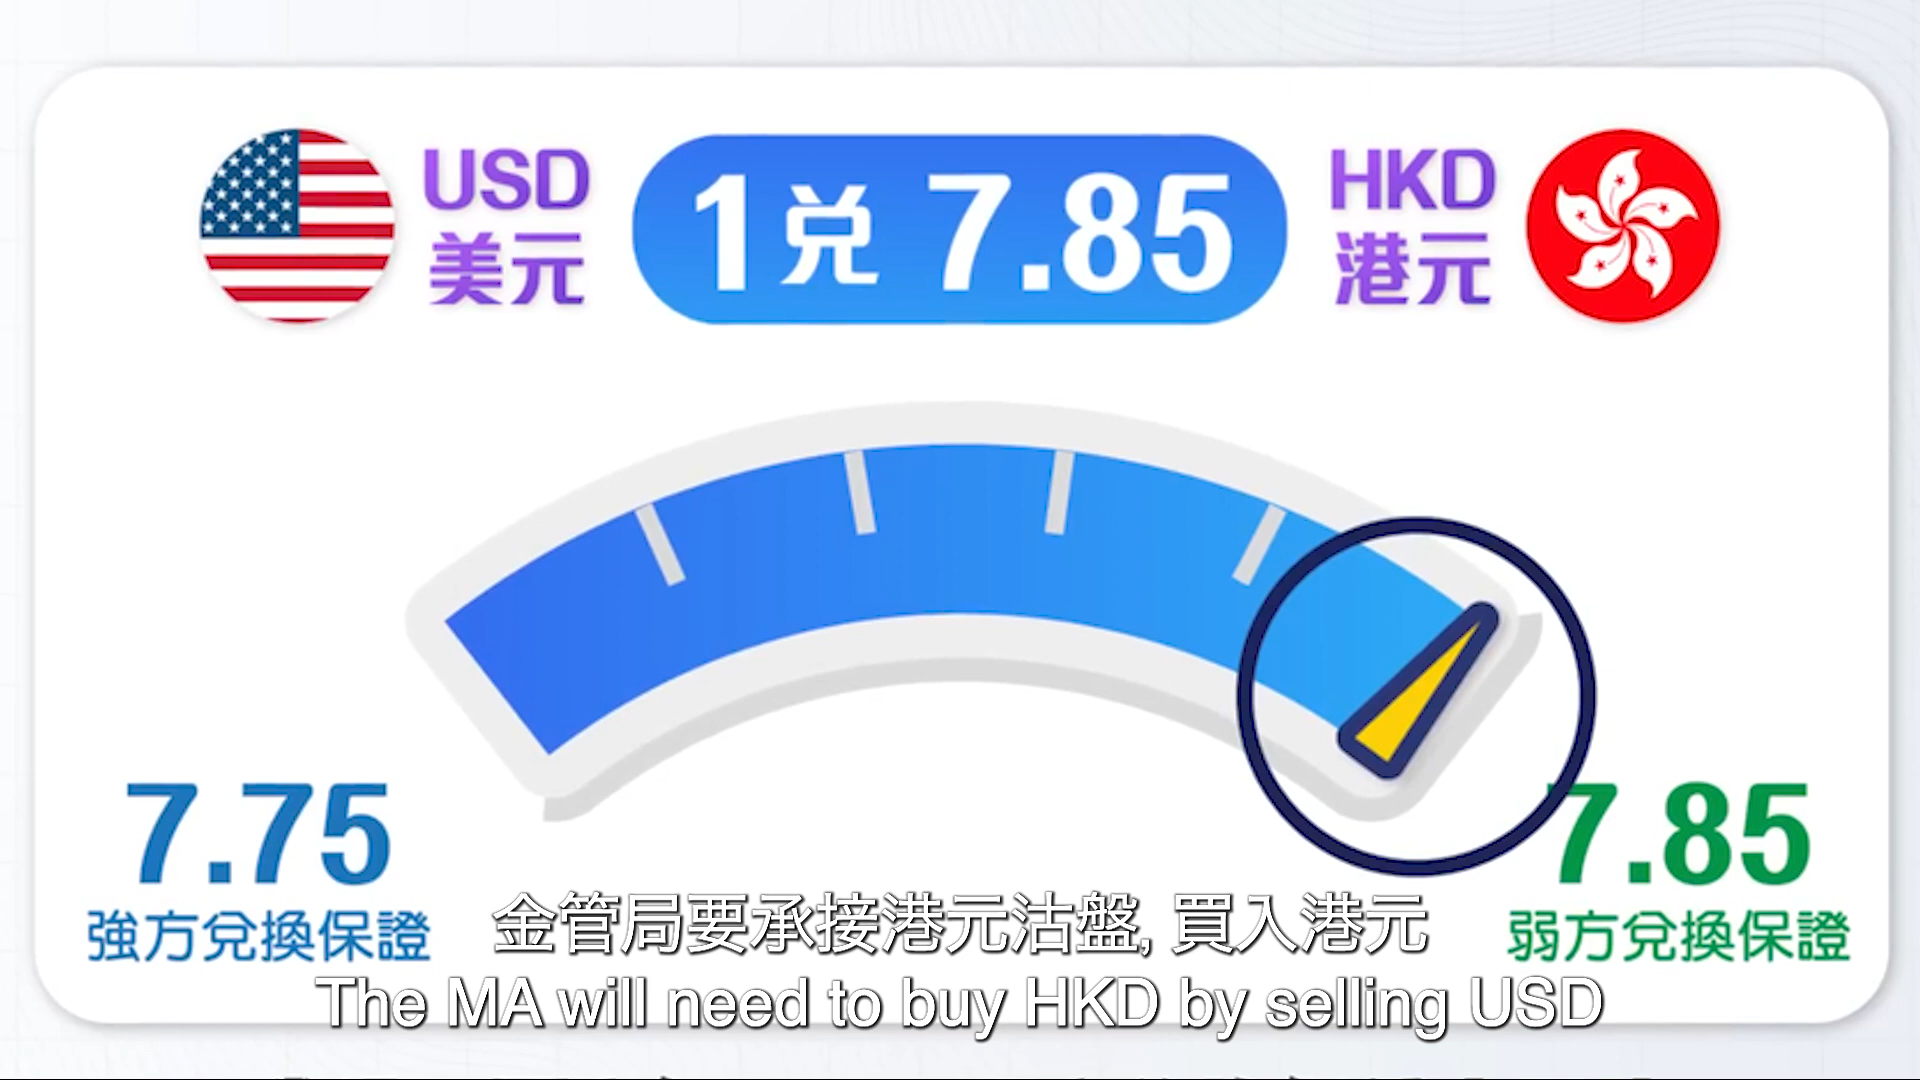 USD
美元
1兑 7.85
HKD
港元
7.75
強方兌換保證
7.85
弱方兌換保證
金管局要承接港元沽盤, 買入港元
The MA will need to buy HKD by selling USD